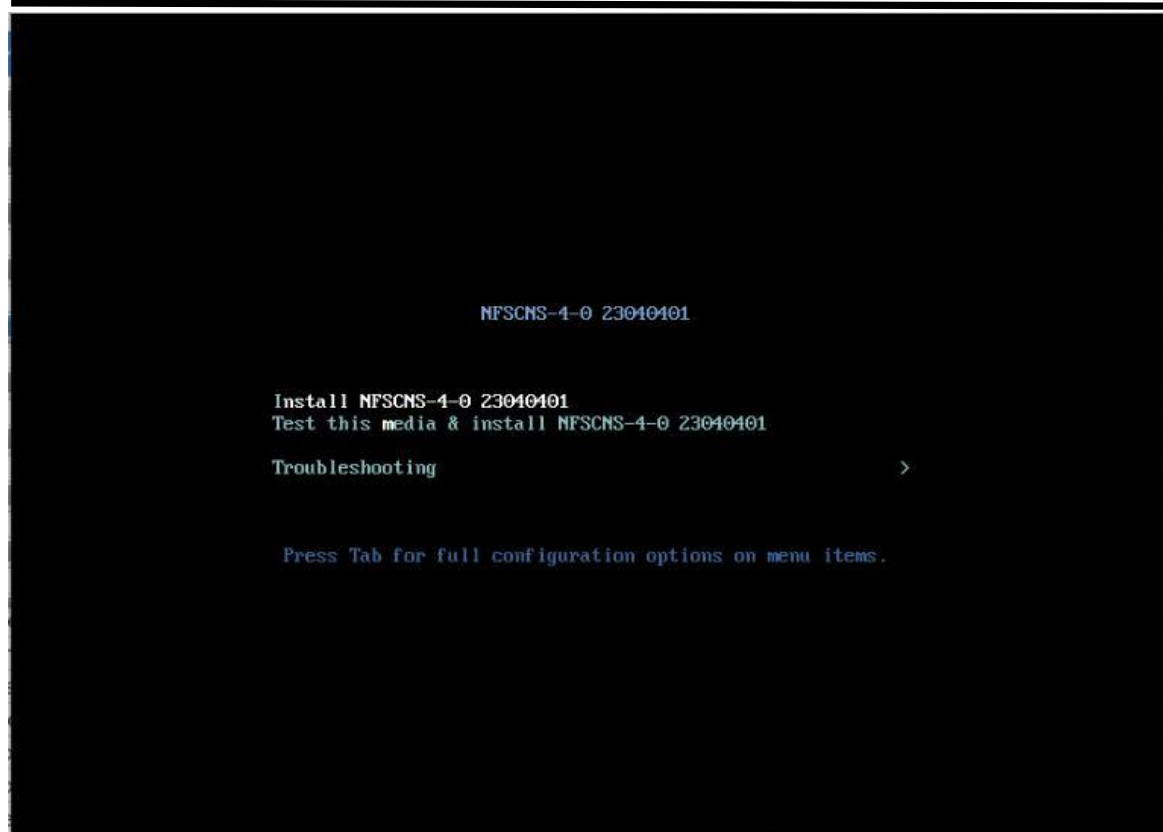 NFSCNS-4-0 23040401
Install NFSCNS-4-0 23040401
Test this media & install NFSCNS-4-0 23040401
Troubleshooting >
Press Tab for full configuration options on menu items.